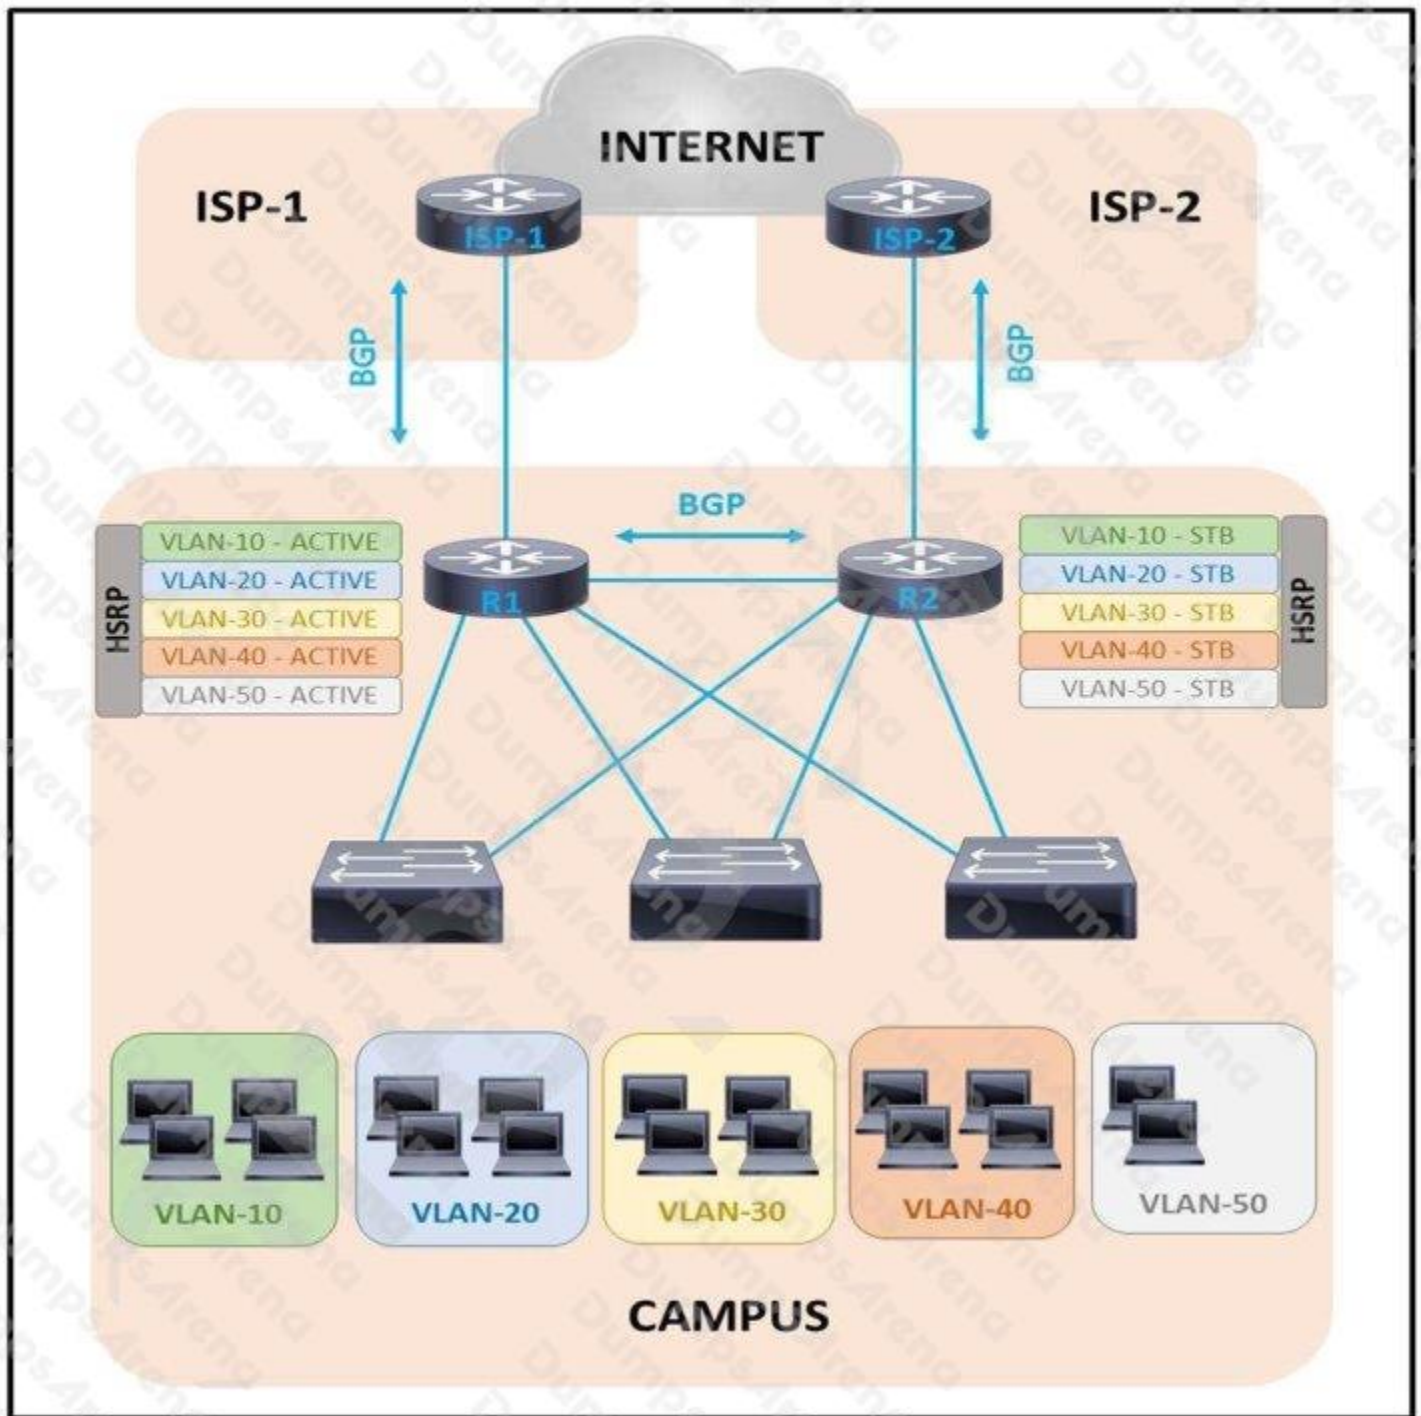 INTERNET
ISP-1
ISP-1
ISP-2
ISP-2
BGP
BGP
BGP
HSRP
VLAN-10 - ACTIVE
VLAN-20 - ACTIVE
VLAN-30 - ACTIVE
VLAN-40 - ACTIVE
VLAN-50 - ACTIVE
R1
R2
VLAN-10 - STB
VLAN-20 - STB
VLAN-30 - STB
VLAN-40 - STB
VLAN-50 - STB
HSRP
VLAN-10
VLAN-20
VLAN-30
VLAN-40
VLAN-50
CAMPUS
DumpsArena